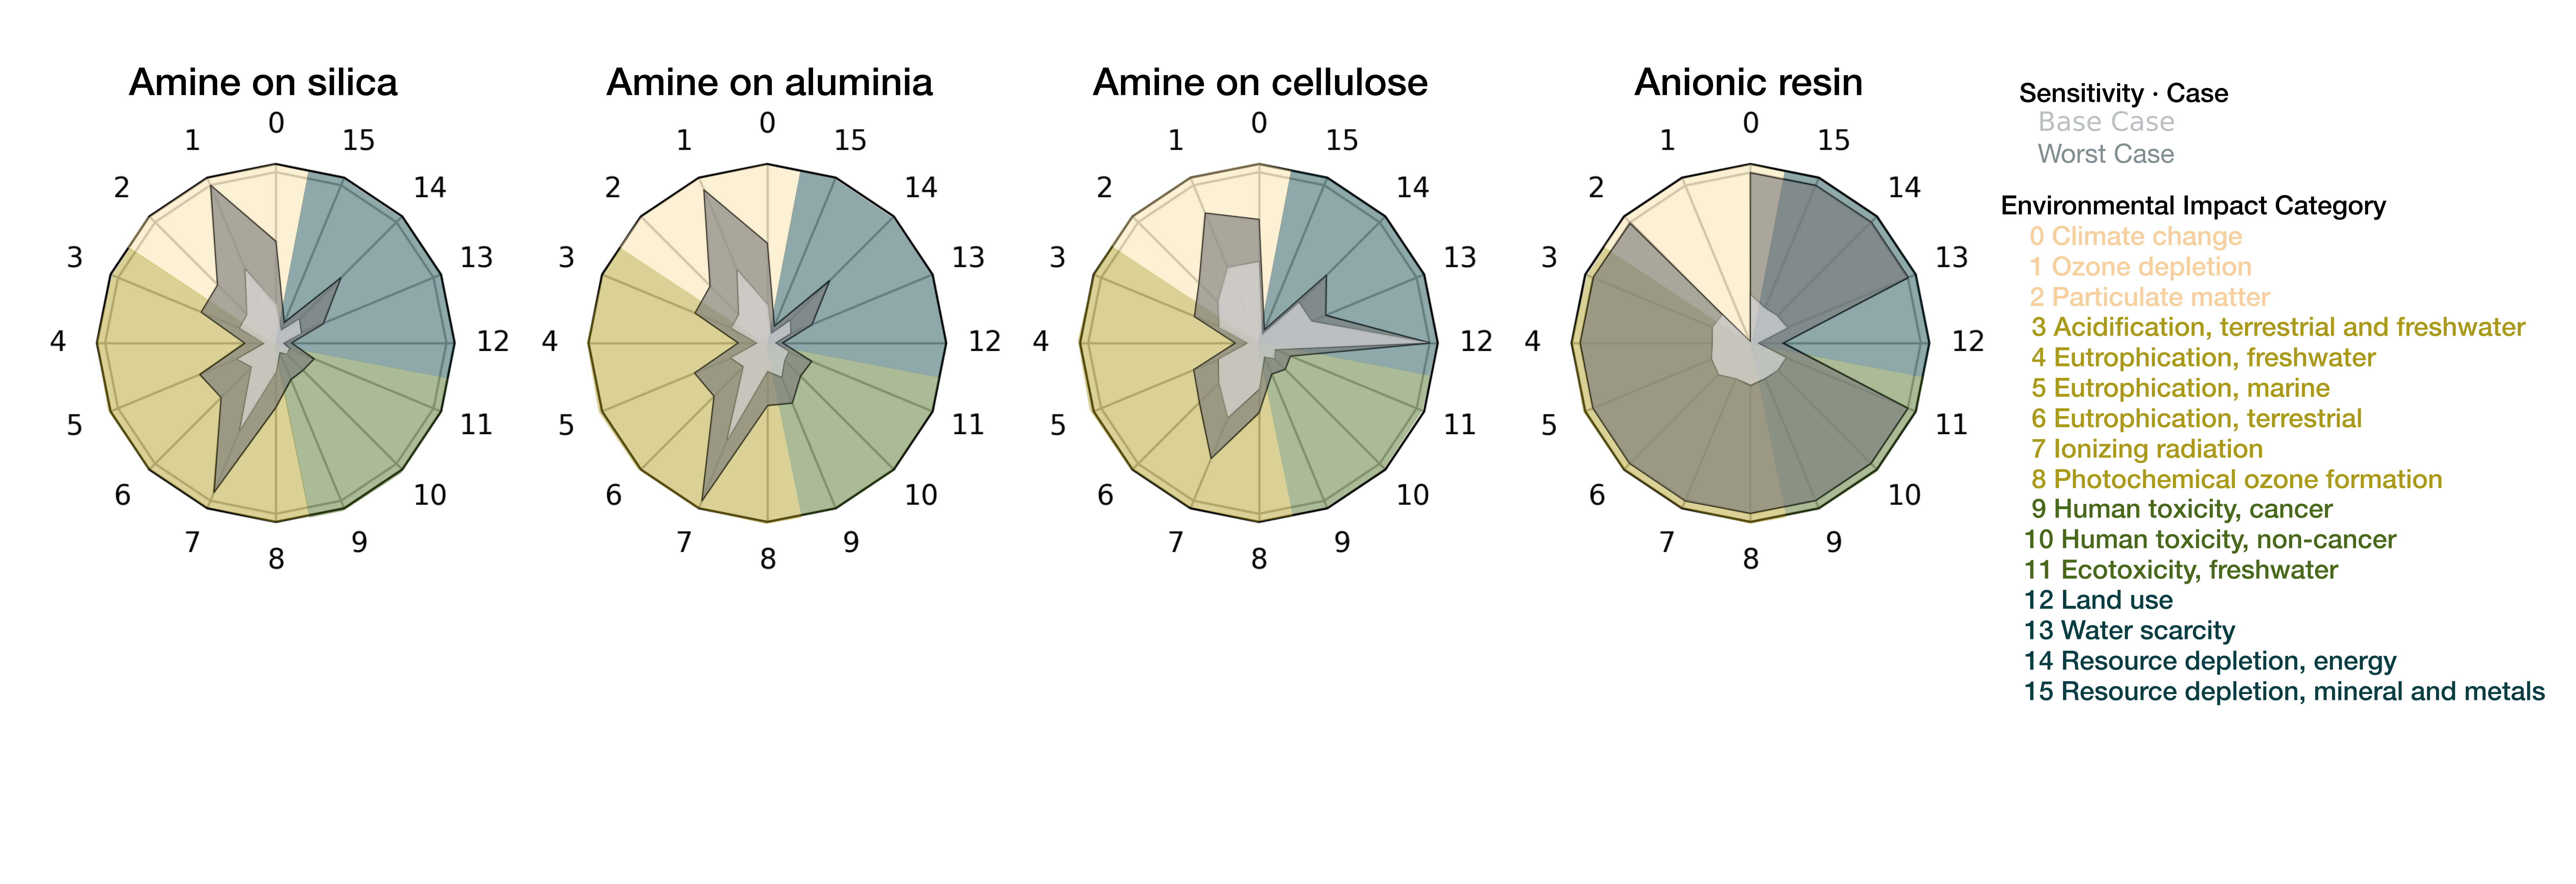 Amine on silica
0
1
15
2
14
3
13
4
12
5
11
6
10
7
9
8
Amine on aluminia
0
1
15
2
14
3
13
4
12
5
11
6
10
7
9
8
Amine on cellulose
0
1
15
2
14
3
13
4
12
5
11
6
10
7
9
8
Anionic resin
0
1
15
2
14
3
13
4
12
5
11
6
10
7
9
8
Sensitivity · Case
Base Case
Worst Case
Environmental Impact Category
0 Climate change
1 Ozone depletion
2 Particulate matter
3 Acidification, terrestrial and freshwater
4 Eutrophication, freshwater
5 Eutrophication, marine
6 Eutrophication, terrestrial
7 Ionizing radiation
8 Photochemical ozone formation
9 Human toxicity, cancer
10 Human toxicity, non-cancer
11 Ecotoxicity, freshwater
12 Land use
13 Water scarcity
14 Resource depletion, energy
15 Resource depletion, mineral and metals